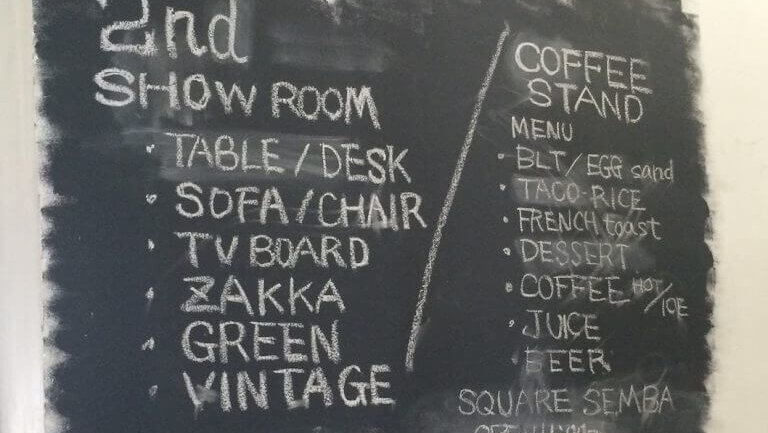 2nd
SHOW ROOM
・TABLE/DESK
・SOFA/CHAIR
・TV BOARD
・ZAKKA
・GREEN
・VINTAGE
COFFEE
STAND
MENU
・BLT/EGG sand
・TACO-RICE
・FRENCH toast
・DESSERT
・COFFEE HOT/ICE
・JUICE
・BEER
SQUARE SEMBA